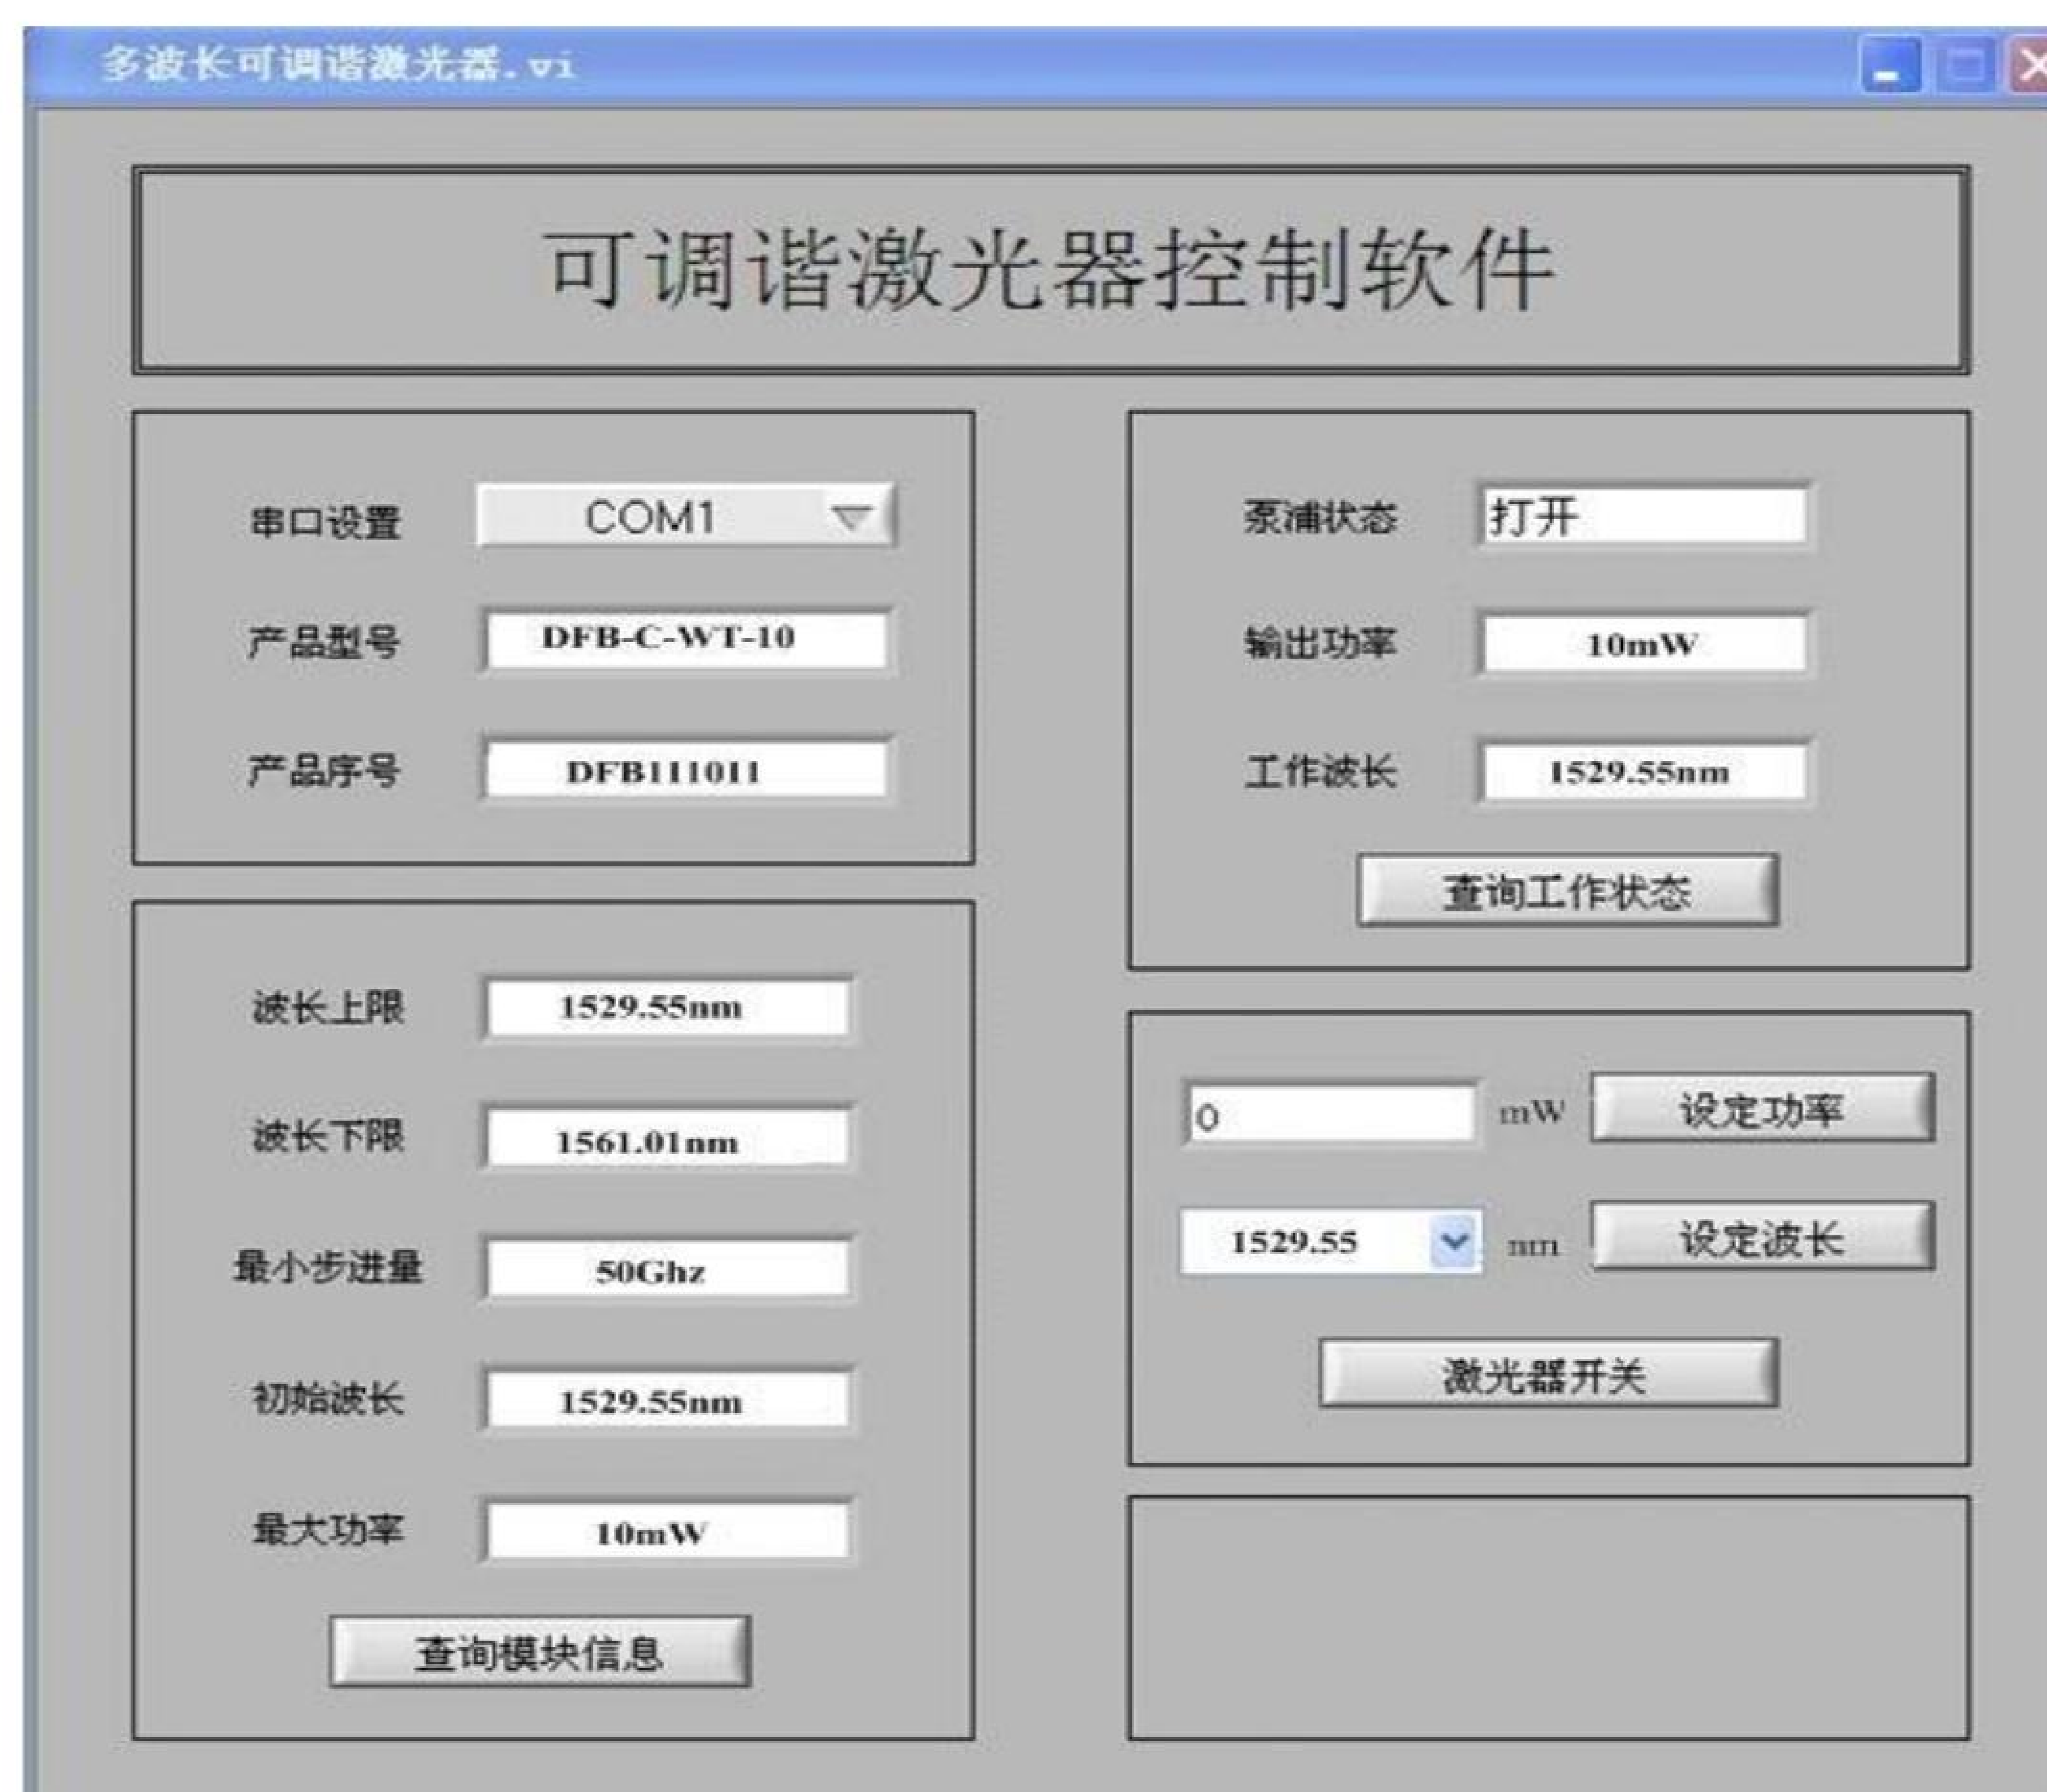 多波长可调谐激光器.vi
可调谐激光器控制软件
串口设置 COM1
产品型号 DFB-C-WT-10
产品序号 DFB111011
波长上限 1529.55nm
波长下限 1561.01nm
最小步进量 50Ghz
初始波长 1529.55nm
最大功率 10mW
查询模块信息
泵浦状态 打开
输出功率 10mW
工作波长 1529.55nm
查询工作状态
0 mW 设定功率
1529.55 nm 设定波长
激光器开关